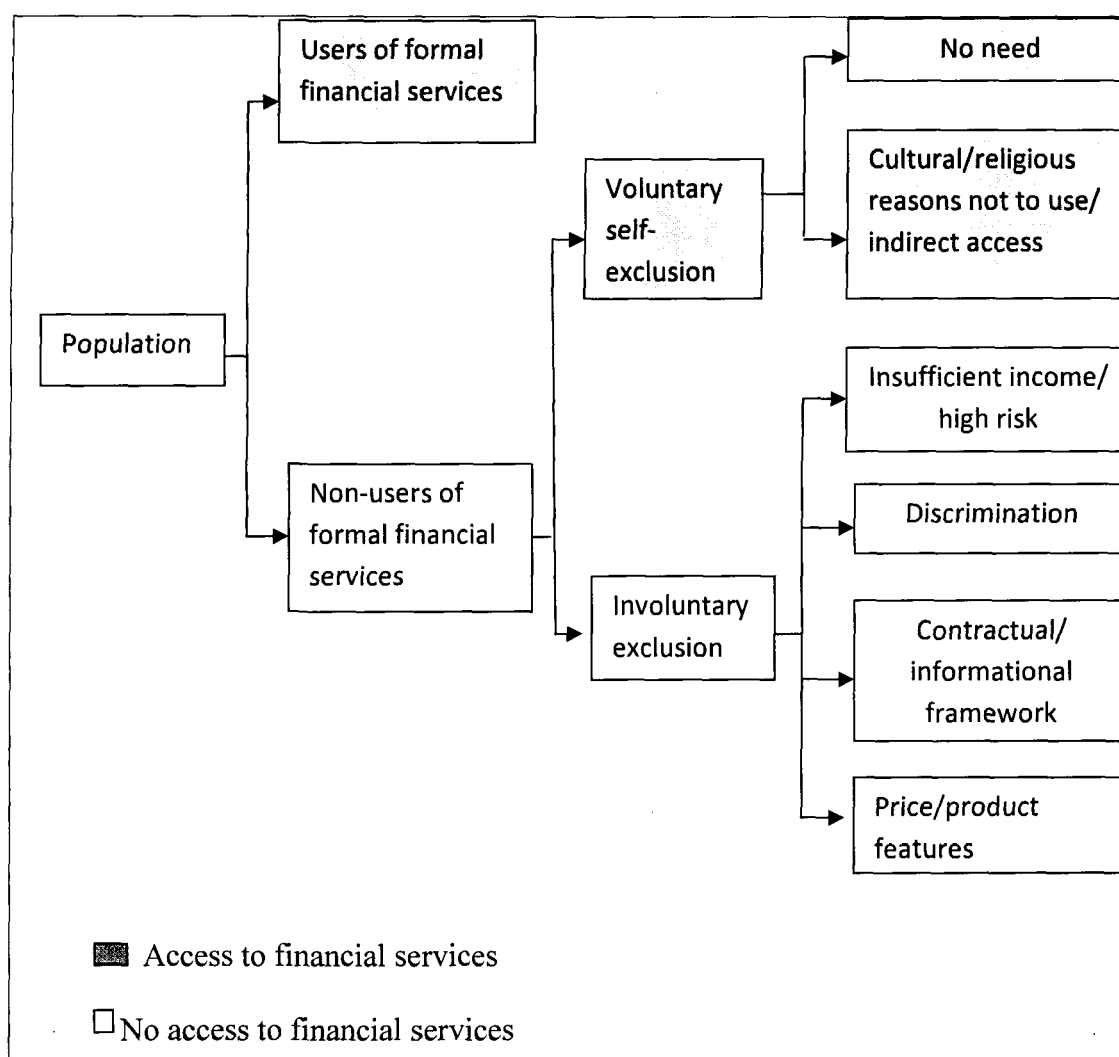 Users of formal
financial services
No need
Voluntary
self-
exclusion
Cultural/religious
reasons not to use/
indirect access
Population
Insufficient income/
high risk
Non-users of
formal financial
services
Discrimination
Involuntary
exclusion
Contractual/
informational
framework
Price/product
features
Access to financial services
No access to financial services